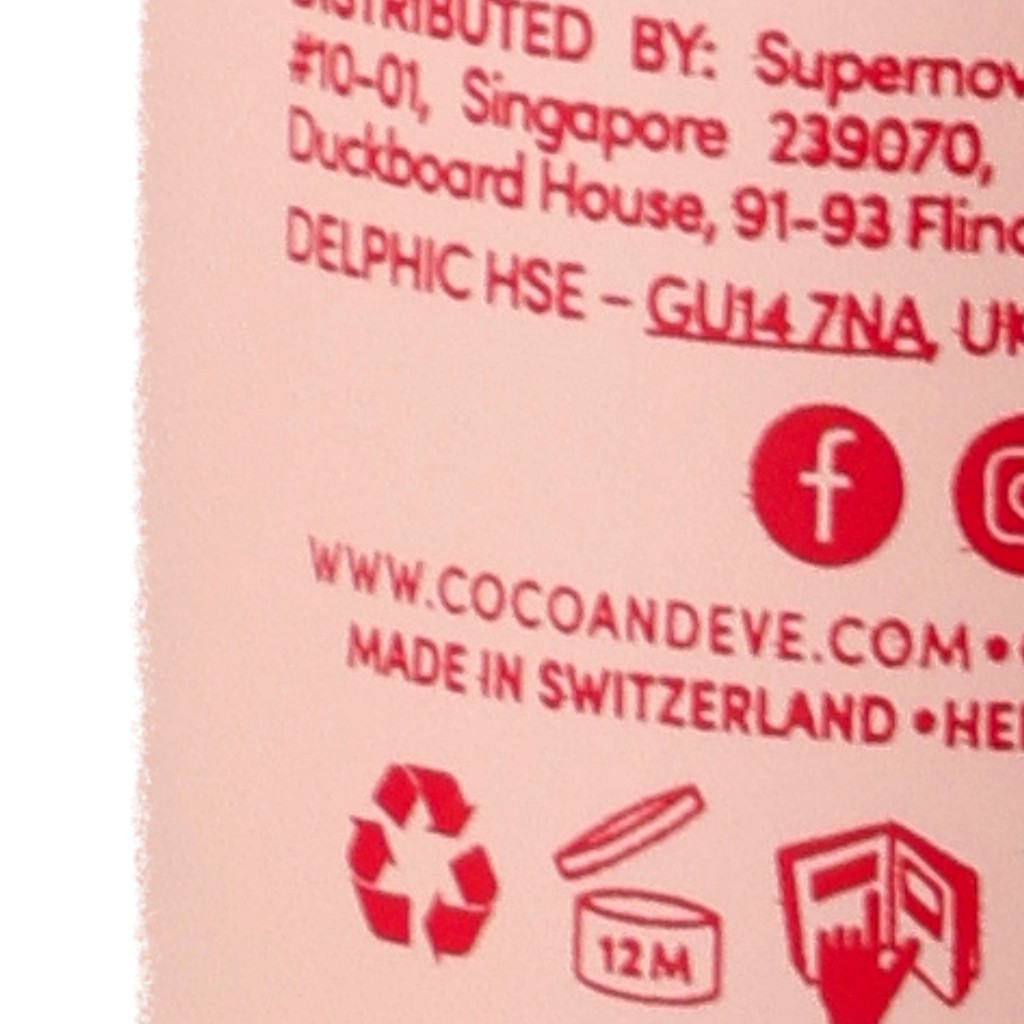 DISTRIBUTED BY: Supernov
#10-01, Singapore 239070,
Duckboard House, 91-93 Flind
DELPHIC HSE – GU14 7NA, UK
WWW.COCOANDEVE.COM •
MADE IN SWITZERLAND • HE
12M